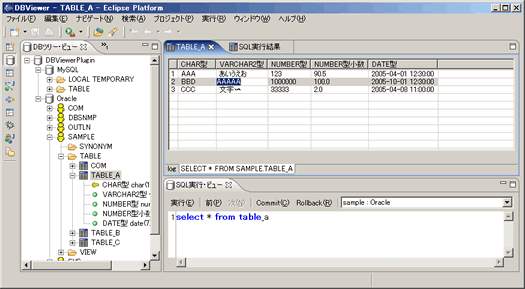 DBViewer - TABLE_A - Eclipse Platform
ファイル(F) 編集(E) ナビゲート(N) 検索(A) プロジェクト(P) 実行(R) ウィンドウ(W) ヘルプ(H)
DBツリー・ビュー
DBViewerPlugin
MySQL
LOCAL TEMPORARY
TABLE
Oracle
COM
DBSNMP
OUTLN
SAMPLE
SYNONYM
TABLE
COM
TABLE_A
CHAR型 char(1
VARCHAR2型
NUMBER型 nu
NUMBER型小数
DATE型 date(7
TABLE_B
TABLE_C
VIEW
TABLE_A SQL実行結果
CHAR型 VARCHAR2型 NUMBER型 NUMBER型小数 DATE型
1 AAA あいうえお 123 90.5 2005-04-01 12:30:00
2 BBD AAAAA 1000000 100.0 2005-10-01 12:30:00
3 CCC 33333 2.0 2005-04-08 11:00:00
log SELECT * FROM SAMPLE.TABLE_A
SQL実行・ビュー
実行(E) 前(P) 次(N) Commit(C) Rollback(R) sample : Oracle
1 select * from table_a